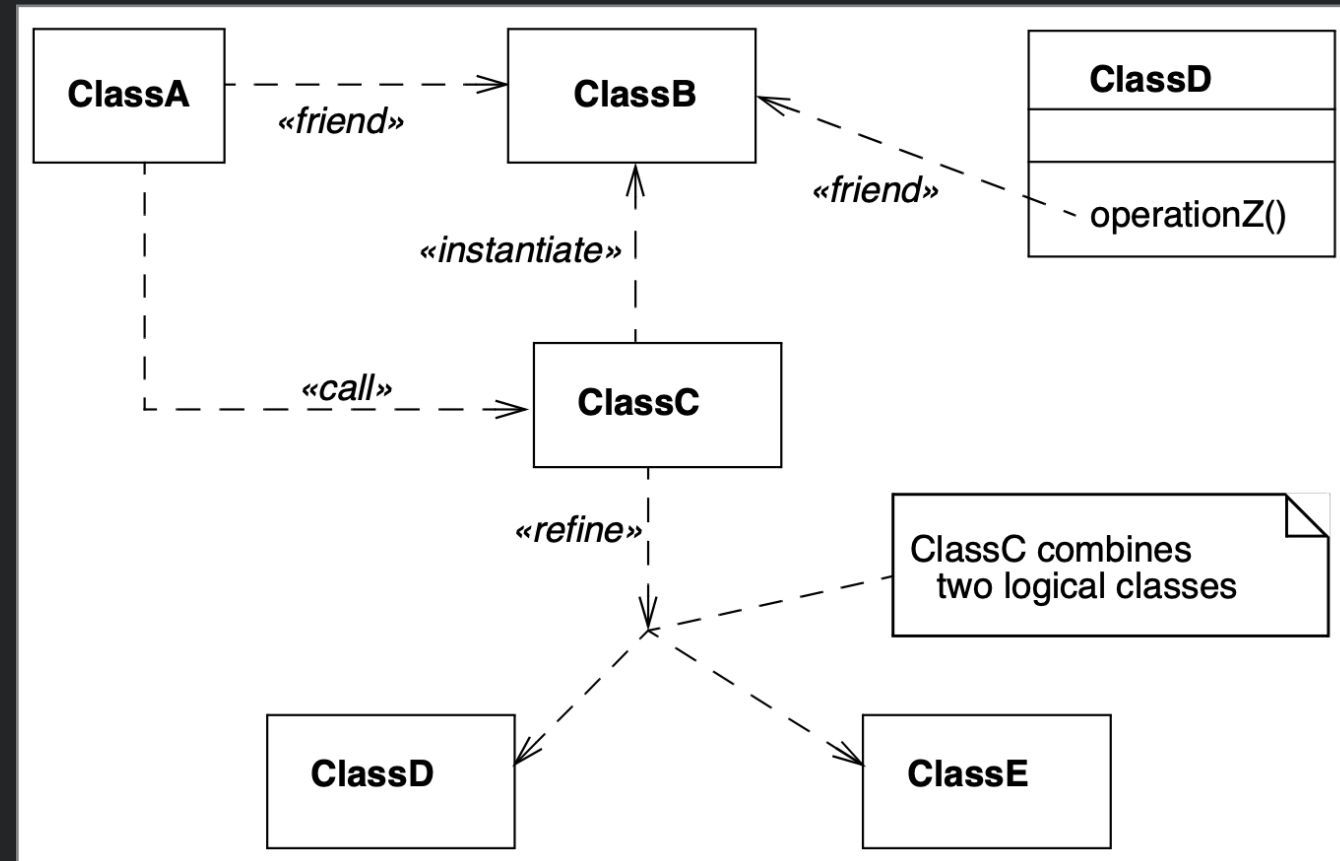 ClassA
ClassB
ClassD
«friend»
«friend»
operationZ()
«instantiate»
«call»
ClassC
«refine»
ClassC combines
two logical classes
ClassD
ClassE